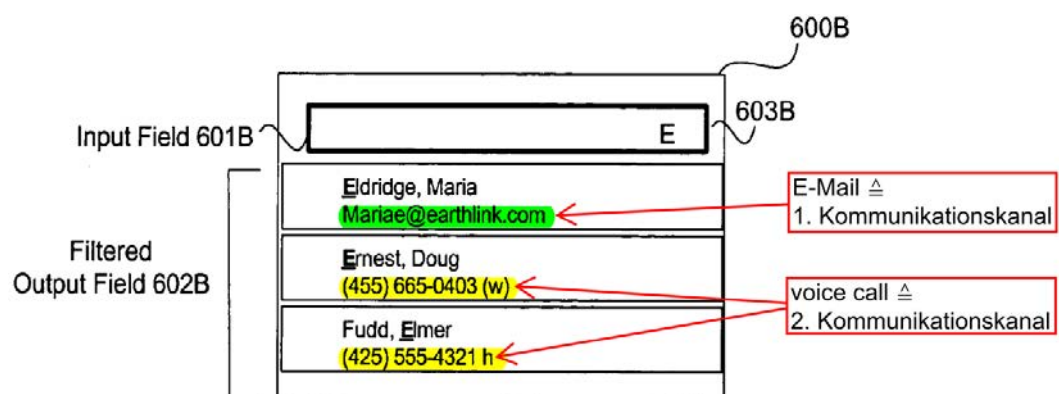 600B
Input Field 601B
E
603B
Eldridge, Maria
Mariae@earthlink.com
E-Mail ≙
1. Kommunikationskanal
Filtered
Output Field 602B
Ernest, Doug
(455) 665-0403 (w)
voice call ≙
2. Kommunikationskanal
Fudd, Elmer
(425) 555-4321 h